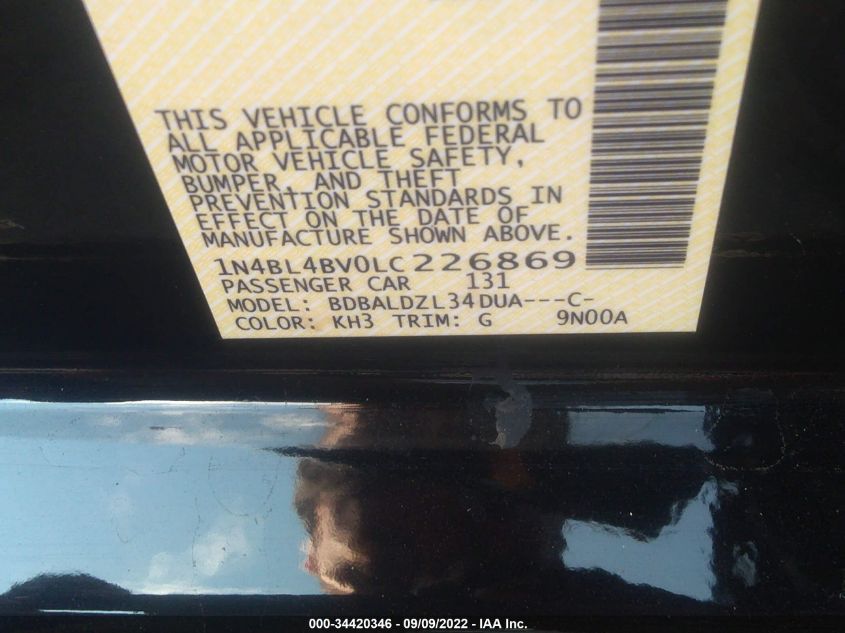 THIS VEHICLE CONFORMS TO
ALL APPLICABLE FEDERAL
MOTOR VEHICLE SAFETY,
BUMPER, AND THEFT
PREVENTION STANDARDS IN
EFFECT ON THE DATE OF
MANUFACTURE SHOWN ABOVE.
1N4BL4BV0LC226869
PASSENGER CAR 131
MODEL: BDBALDZL34DUA---C-
COLOR: KH3 TRIM: G 9N00A
000-34420346 - 09/09/2022 - IAA Inc.